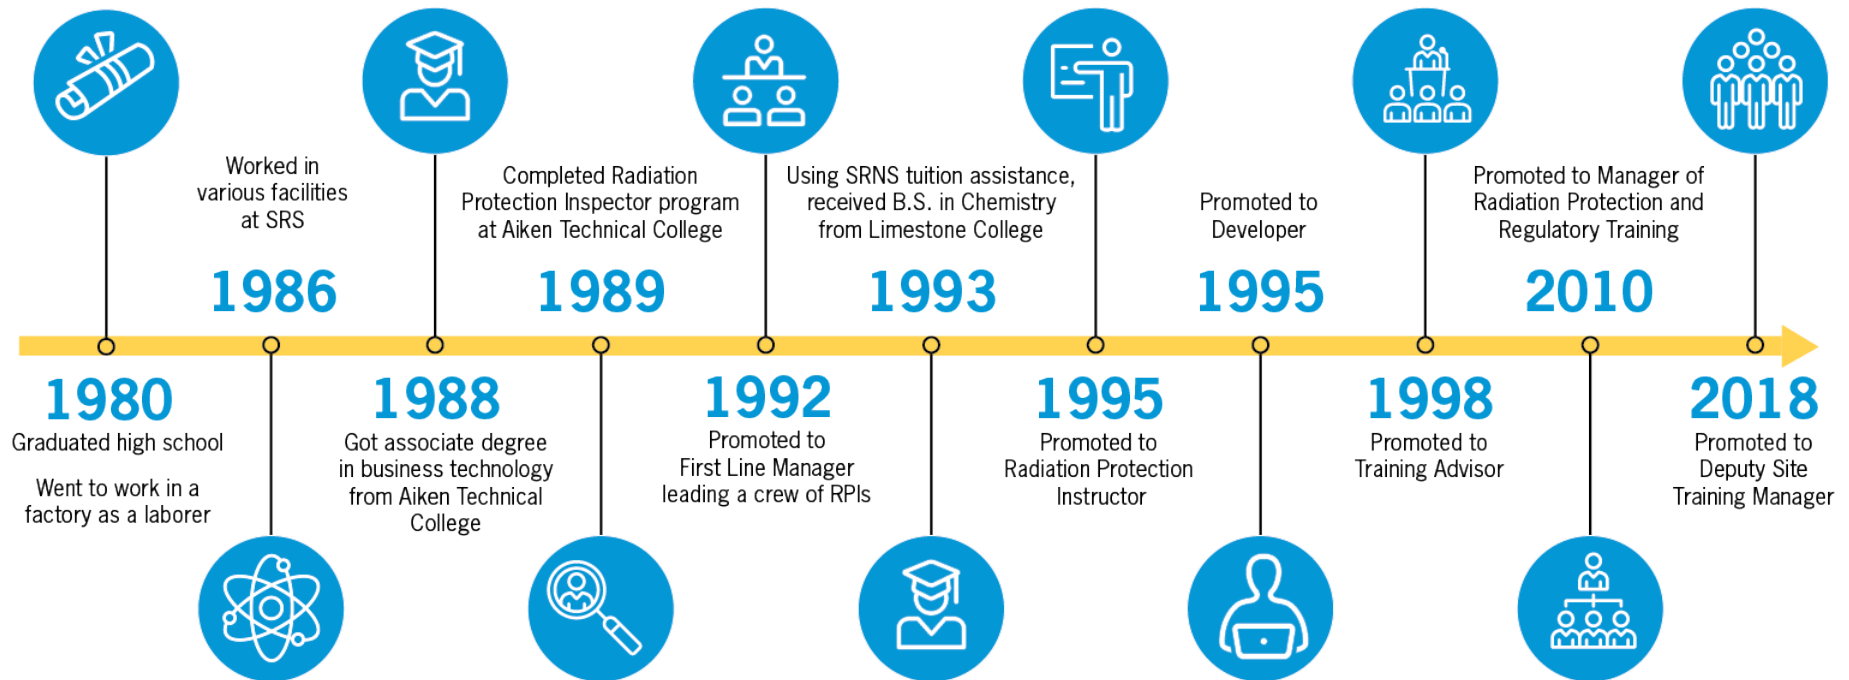 1980
Graduated high school
Went to work in a
factory as a laborer
Worked in
various facilities
at SRS
1986
1988
Got associate degree
in business technology
from Aiken Technical
College
Completed Radiation
Protection Inspector program
at Aiken Technical College
1989
1992
Promoted to
First Line Manager
leading a crew of RPIs
Using SRNS tuition assistance,
received B.S. in Chemistry
from Limestone College
1993
1995
Promoted to
Radiation Protection
Instructor
Promoted to
Developer
1995
1998
Promoted to
Training Advisor
Promoted to Manager of
Radiation Protection and
Regulatory Training
2010
2018
Promoted to
Deputy Site
Training Manager